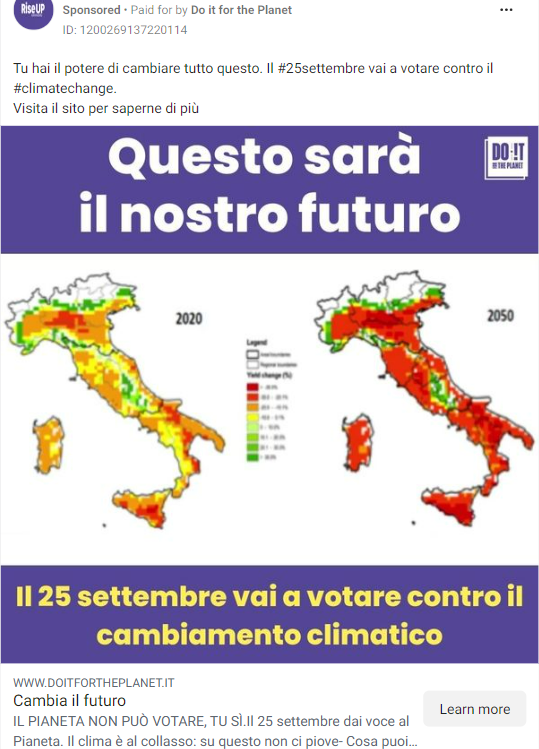 RiseUP
Sponsored • Paid for by Do it for the Planet
ID: 1200269137220114
Tu hai il potere di cambiare tutto questo. Il #25settembre vai a votare contro il
#climatechange.
Visita il sito per saperne di più
Questo sarà
il nostro futuro
DO!IT
FOR THE PLANET
2020
2050
Legend
Yield change (%)
Il 25 settembre vai a votare contro il
cambiamento climatico
WWW.DOITFORTHEPLANET.IT
Cambia il futuro
Learn more
IL PIANETA NON PUÒ VOTARE, TU SÌ.Il 25 settembre dai voce al
Pianeta. Il clima è al collasso: su questo non ci piove- Cosa puoi...